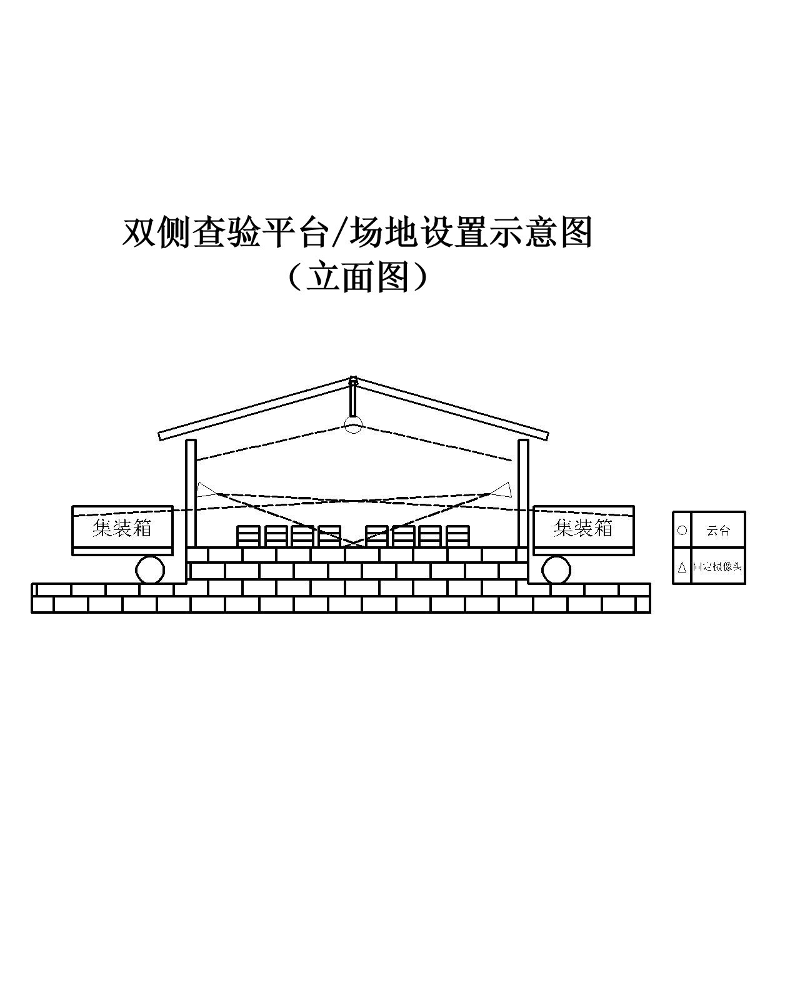 双侧查验平台/场地设置示意图
（立面图）
集装箱
集装箱
云台
固定摄像头